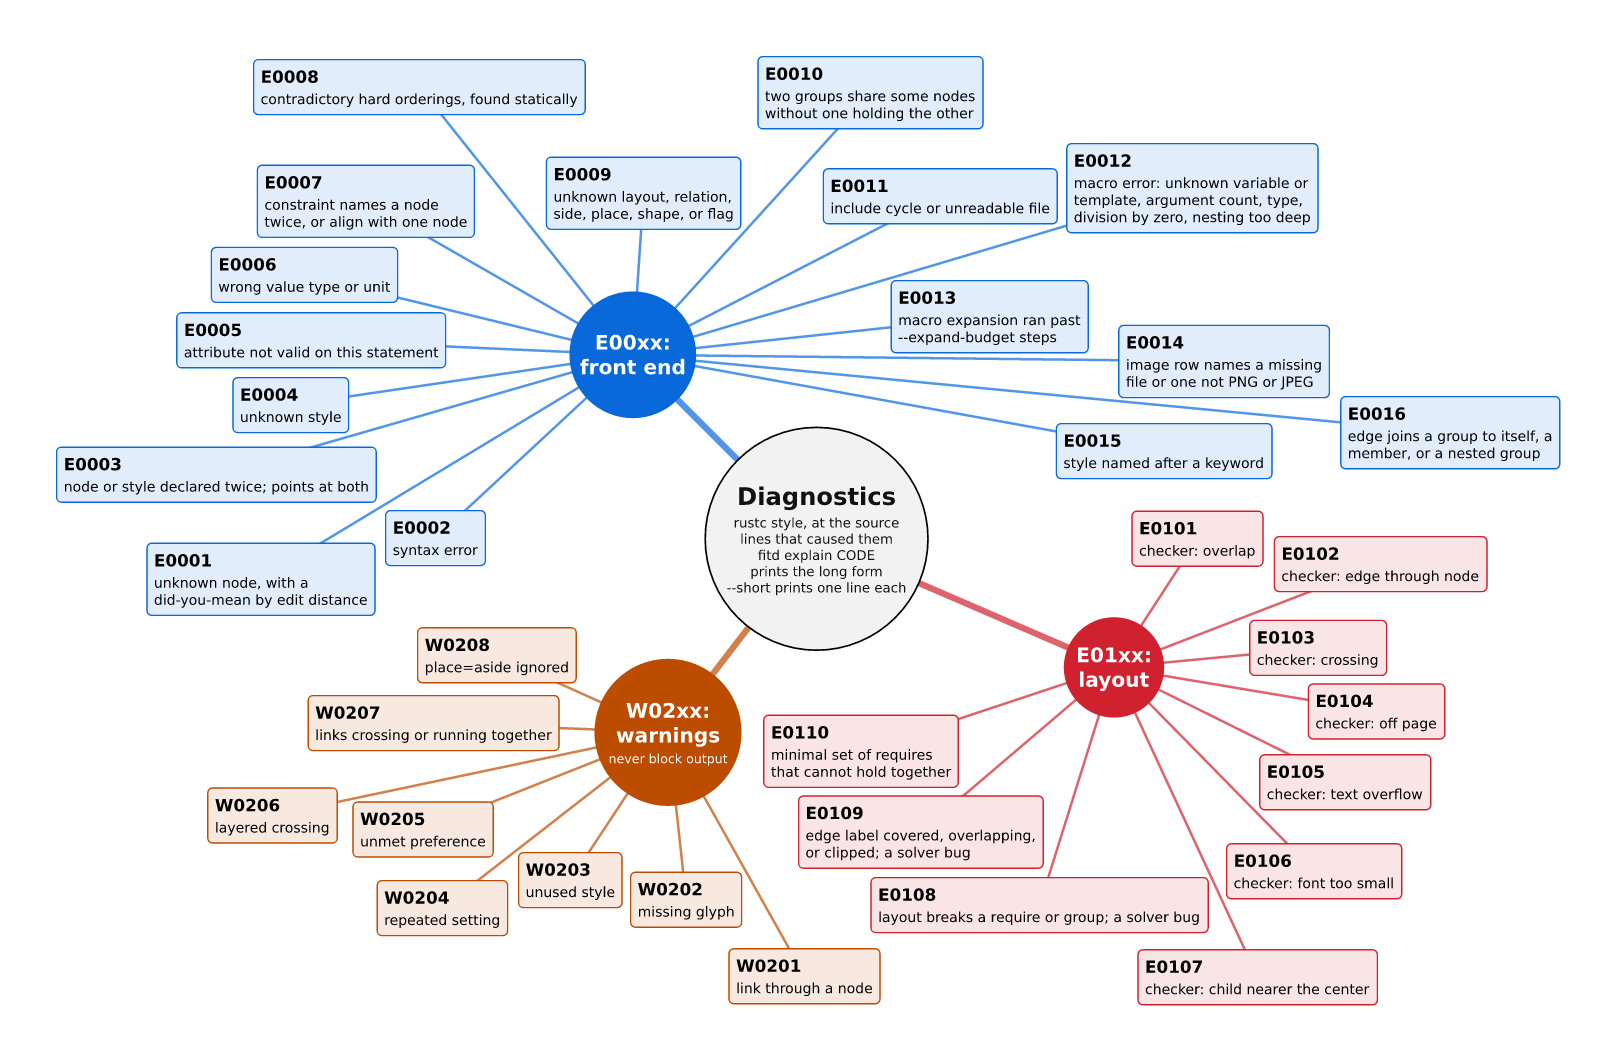 E0008
contradictory hard orderings, found statically
E0010
two groups share some nodes
without one holding the other
E0007
constraint names a node
twice, or align with one node
E0009
unknown layout, relation,
side, place, shape, or flag
E0011
include cycle or unreadable file
E0012
macro error: unknown variable or
template, argument count, type,
division by zero, nesting too deep
E0006
wrong value type or unit
E0005
attribute not valid on this statement
E0004
unknown style
E0003
node or style declared twice; points at both
E0001
unknown node, with a
did-you-mean by edit distance
E0002
syntax error
E00xx:
front end
E0013
macro expansion ran past
--expand-budget steps
E0014
image row names a missing
file or one not PNG or JPEG
E0016
edge joins a group to itself, a
member, or a nested group
E0015
style named after a keyword
Diagnostics
rustc style, at the source
lines that caused them
fitd explain CODE
prints the long form
--short prints one line each
E0101
checker: overlap
E0102
checker: edge through node
E0103
checker: crossing
E0104
checker: off page
E0105
checker: text overflow
E0106
checker: font too small
E0107
checker: child nearer the center
E01xx:
layout
E0110
minimal set of requires
that cannot hold together
E0109
edge label covered, overlapping,
or clipped; a solver bug
E0108
layout breaks a require or group; a solver bug
W02xx:
warnings
never block output
W0208
place=aside ignored
W0207
links crossing or running together
W0206
layered crossing
W0205
unmet preference
W0204
repeated setting
W0203
unused style
W0202
missing glyph
W0201
link through a node